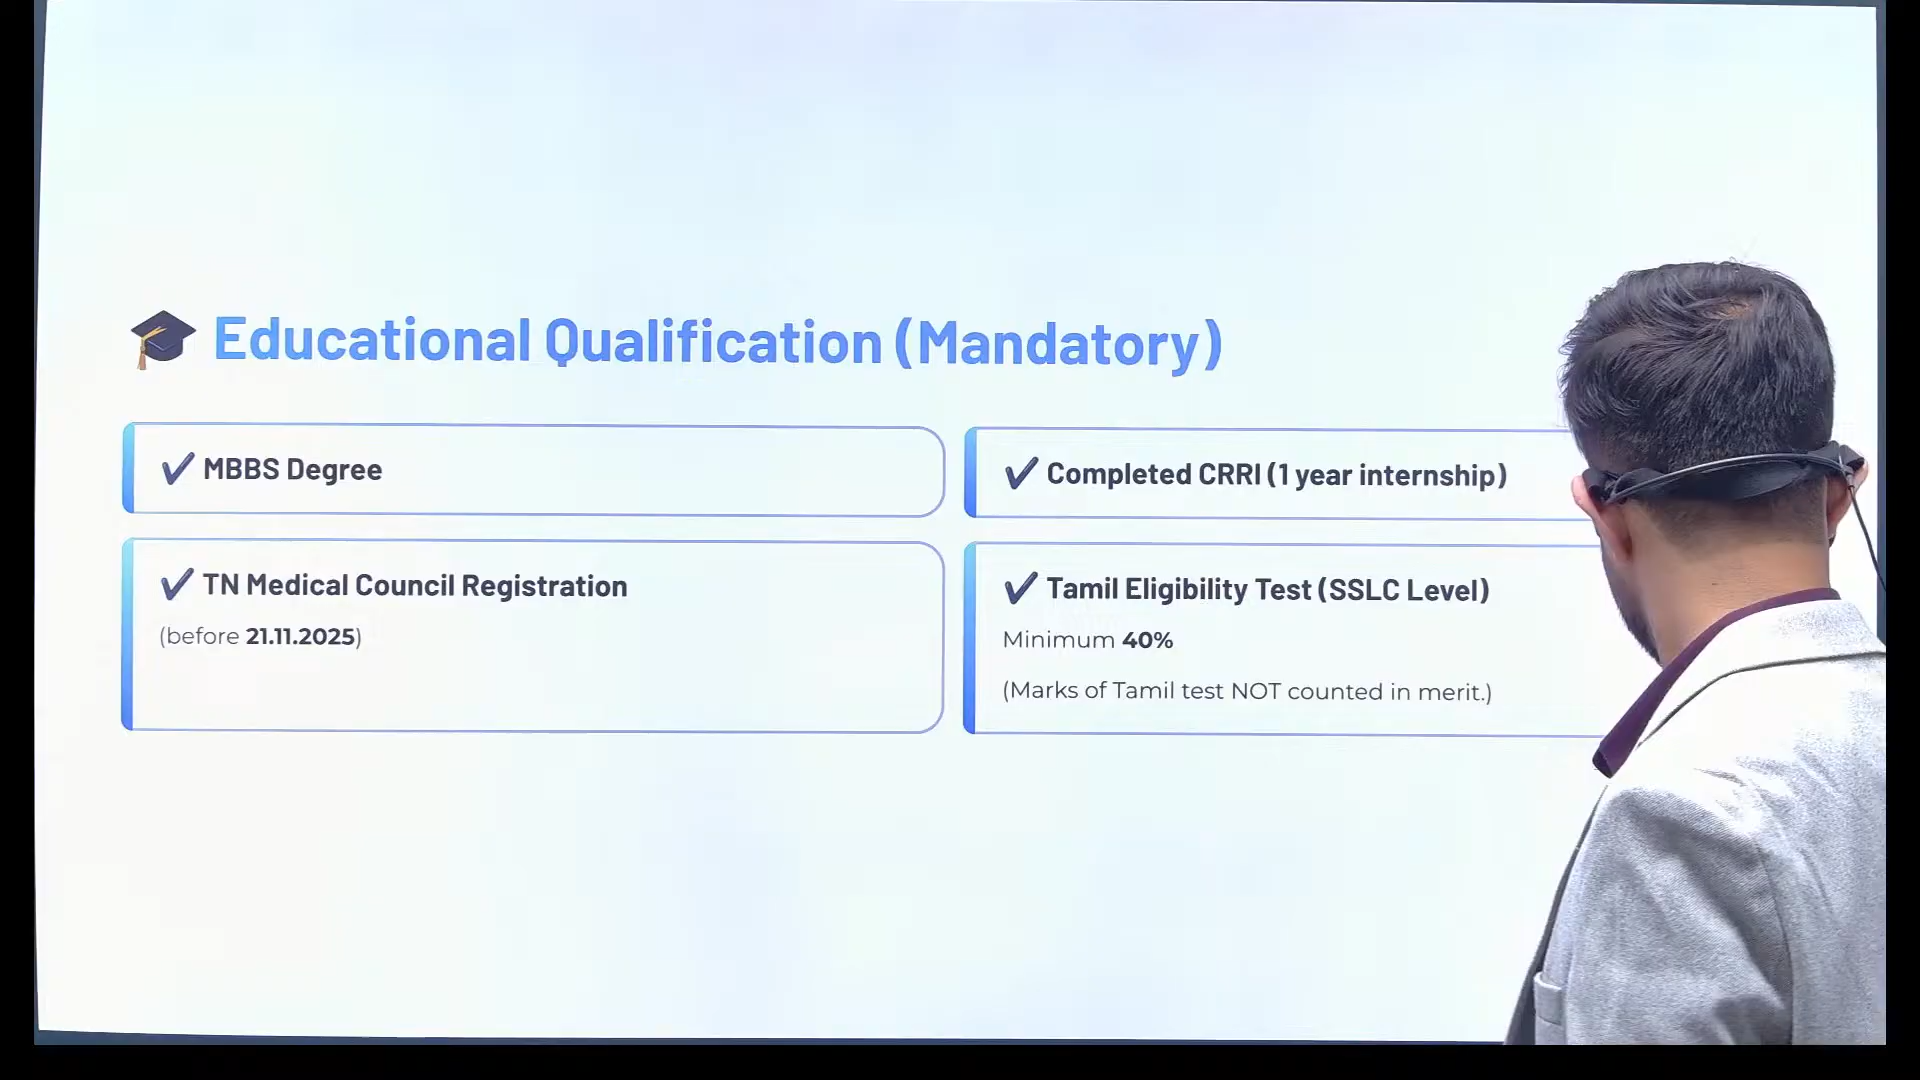 Educational Qualification (Mandatory)
✔ MBBS Degree
✔ Completed CRRI (1 year internship)
✔ TN Medical Council Registration
(before 21.11.2025)
✔ Tamil Eligibility Test (SSLC Level)
Minimum 40%
(Marks of Tamil test NOT counted in merit.)